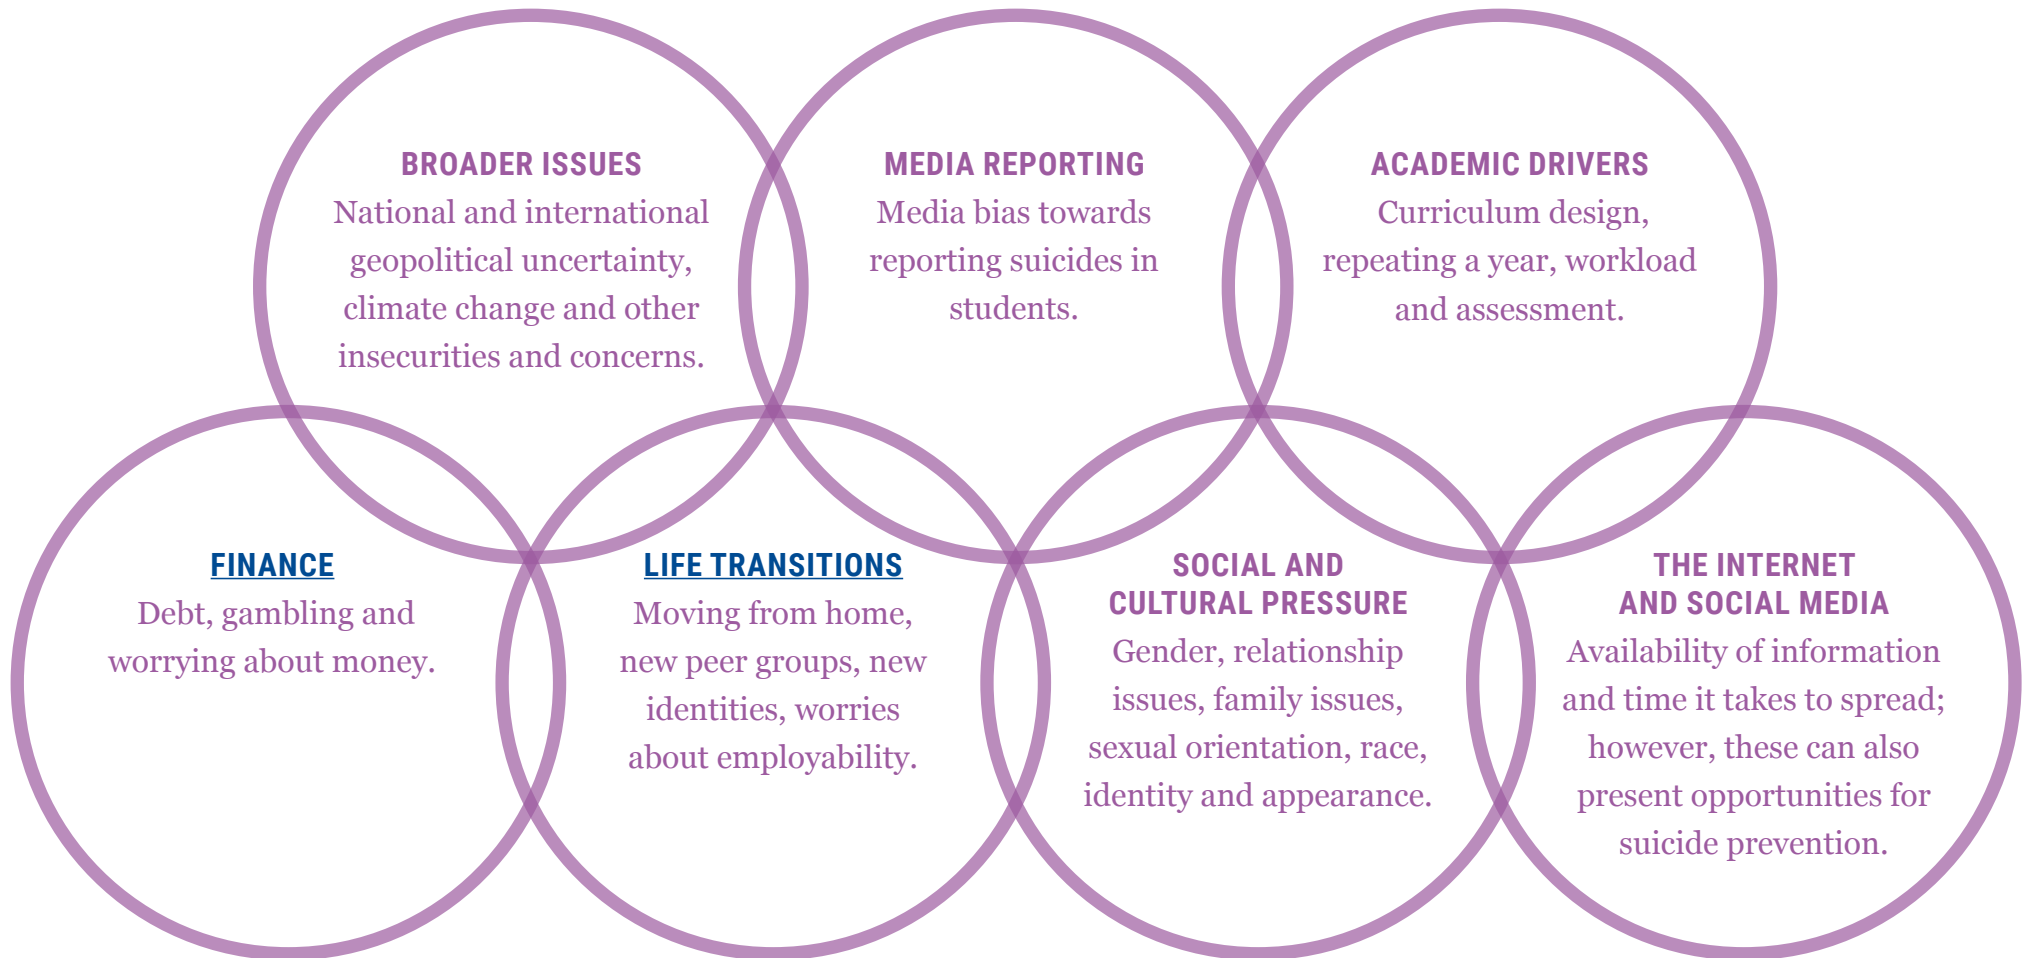 BROADER ISSUES
National and international
geopolitical uncertainty,
climate change and other
insecurities and concerns.
MEDIA REPORTING
Media bias towards
reporting suicides in
students.
ACADEMIC DRIVERS
Curriculum design,
repeating a year, workload
and assessment.
FINANCE
Debt, gambling and
worrying about money.
LIFE TRANSITIONS
Moving from home,
new peer groups, new
identities, worries
about employability.
SOCIAL AND
CULTURAL PRESSURE
Gender, relationship
issues, family issues,
sexual orientation, race,
identity and appearance.
THE INTERNET
AND SOCIAL MEDIA
Availability of information
and time it takes to spread;
however, these can also
present opportunities for
suicide prevention.